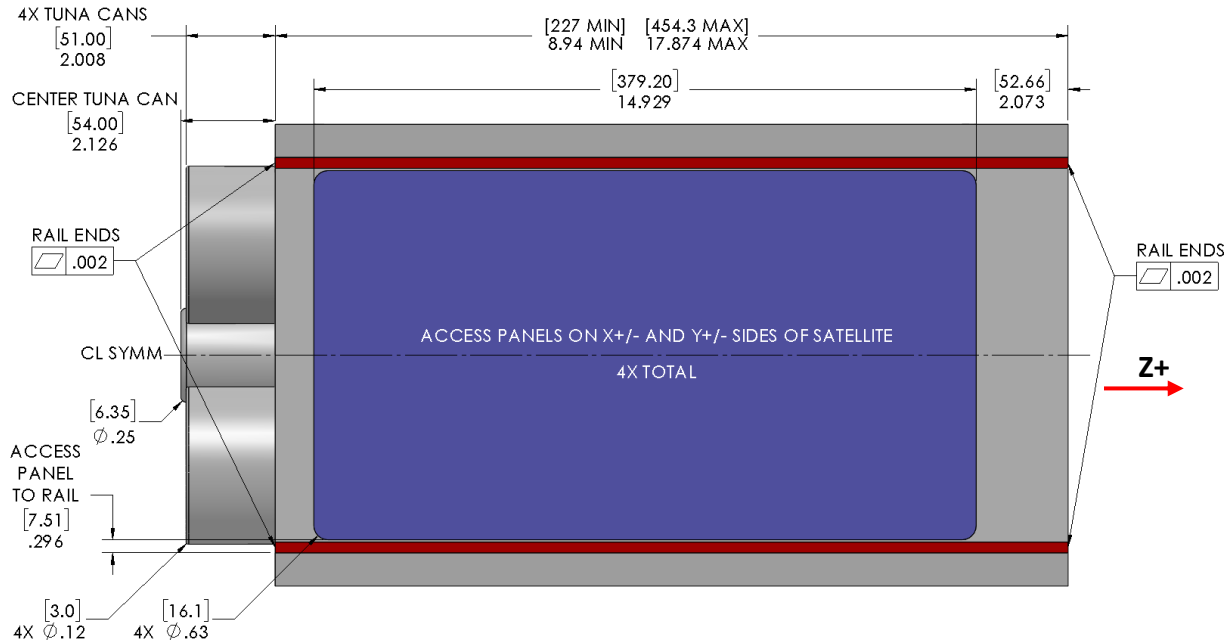 4X TUNA CANS
[51.00]
2.008
CENTER TUNA CAN
[54.00]
2.126
[227 MIN] [454.3 MAX]
8.94 MIN 17.874 MAX
[379.20]
14.929
[52.66]
2.073
RAIL ENDS
⏥ .002
RAIL ENDS
⏥ .002
ACCESS PANELS ON X+/- AND Y+/- SIDES OF SATELLITE
4X TOTAL
CL SYMM
Z+
[6.35]
∅.25
ACCESS
PANEL
TO RAIL
[7.51]
.296
[3.0]
4X ∅.12
[16.1]
4X ∅.63